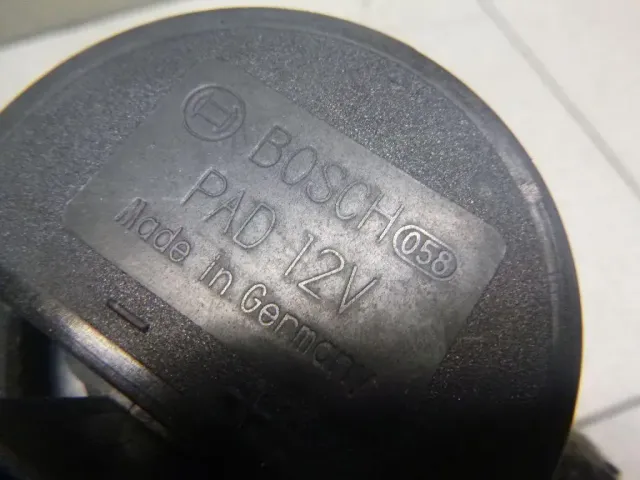 BOSCH 058
PAD 12V
Made in Germany